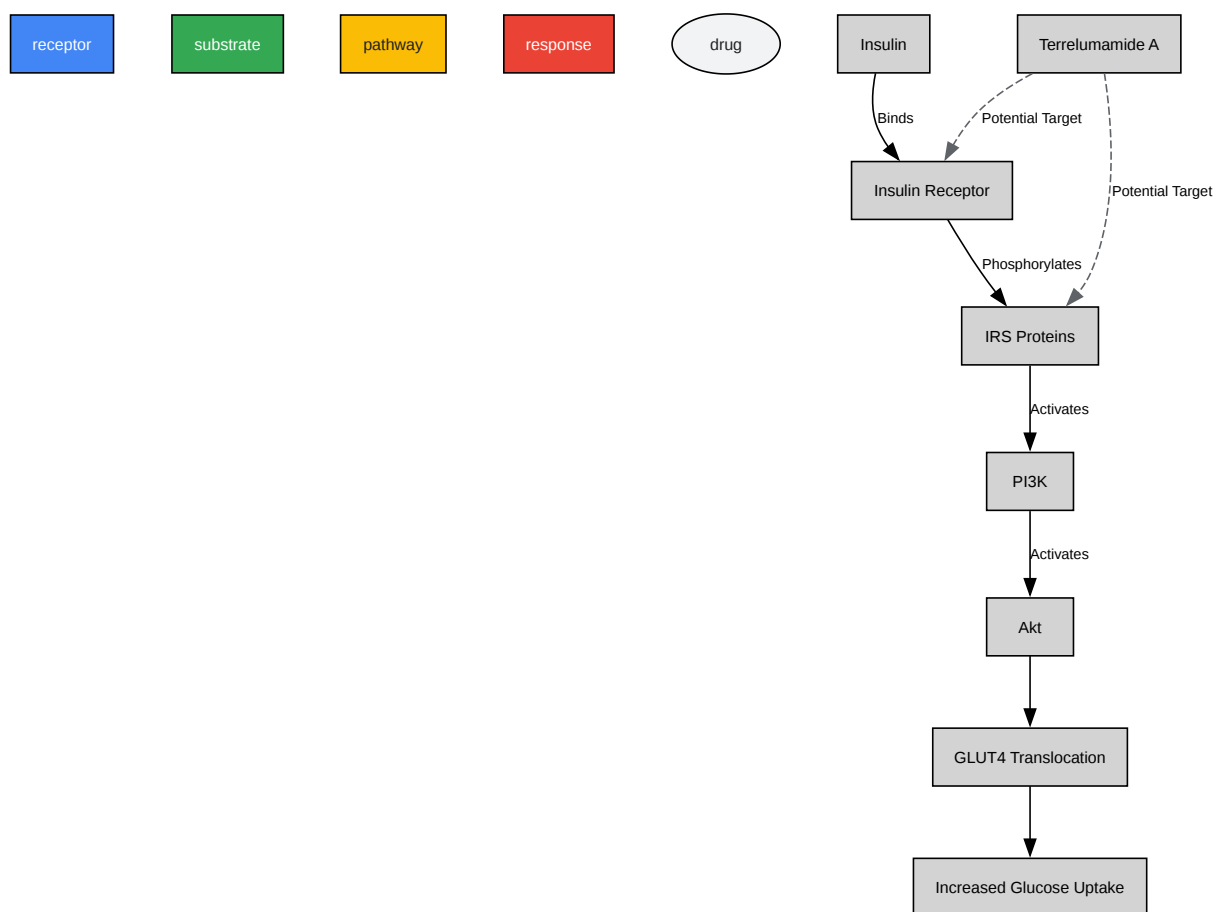 receptor
substrate
pathway
response
drug
Insulin
Terrelumamide A
Binds
Potential Target
Insulin Receptor
Potential Target
Phosphorylates
IRS Proteins
Activates
PI3K
Activates
Akt
GLUT4 Translocation
Increased Glucose Uptake